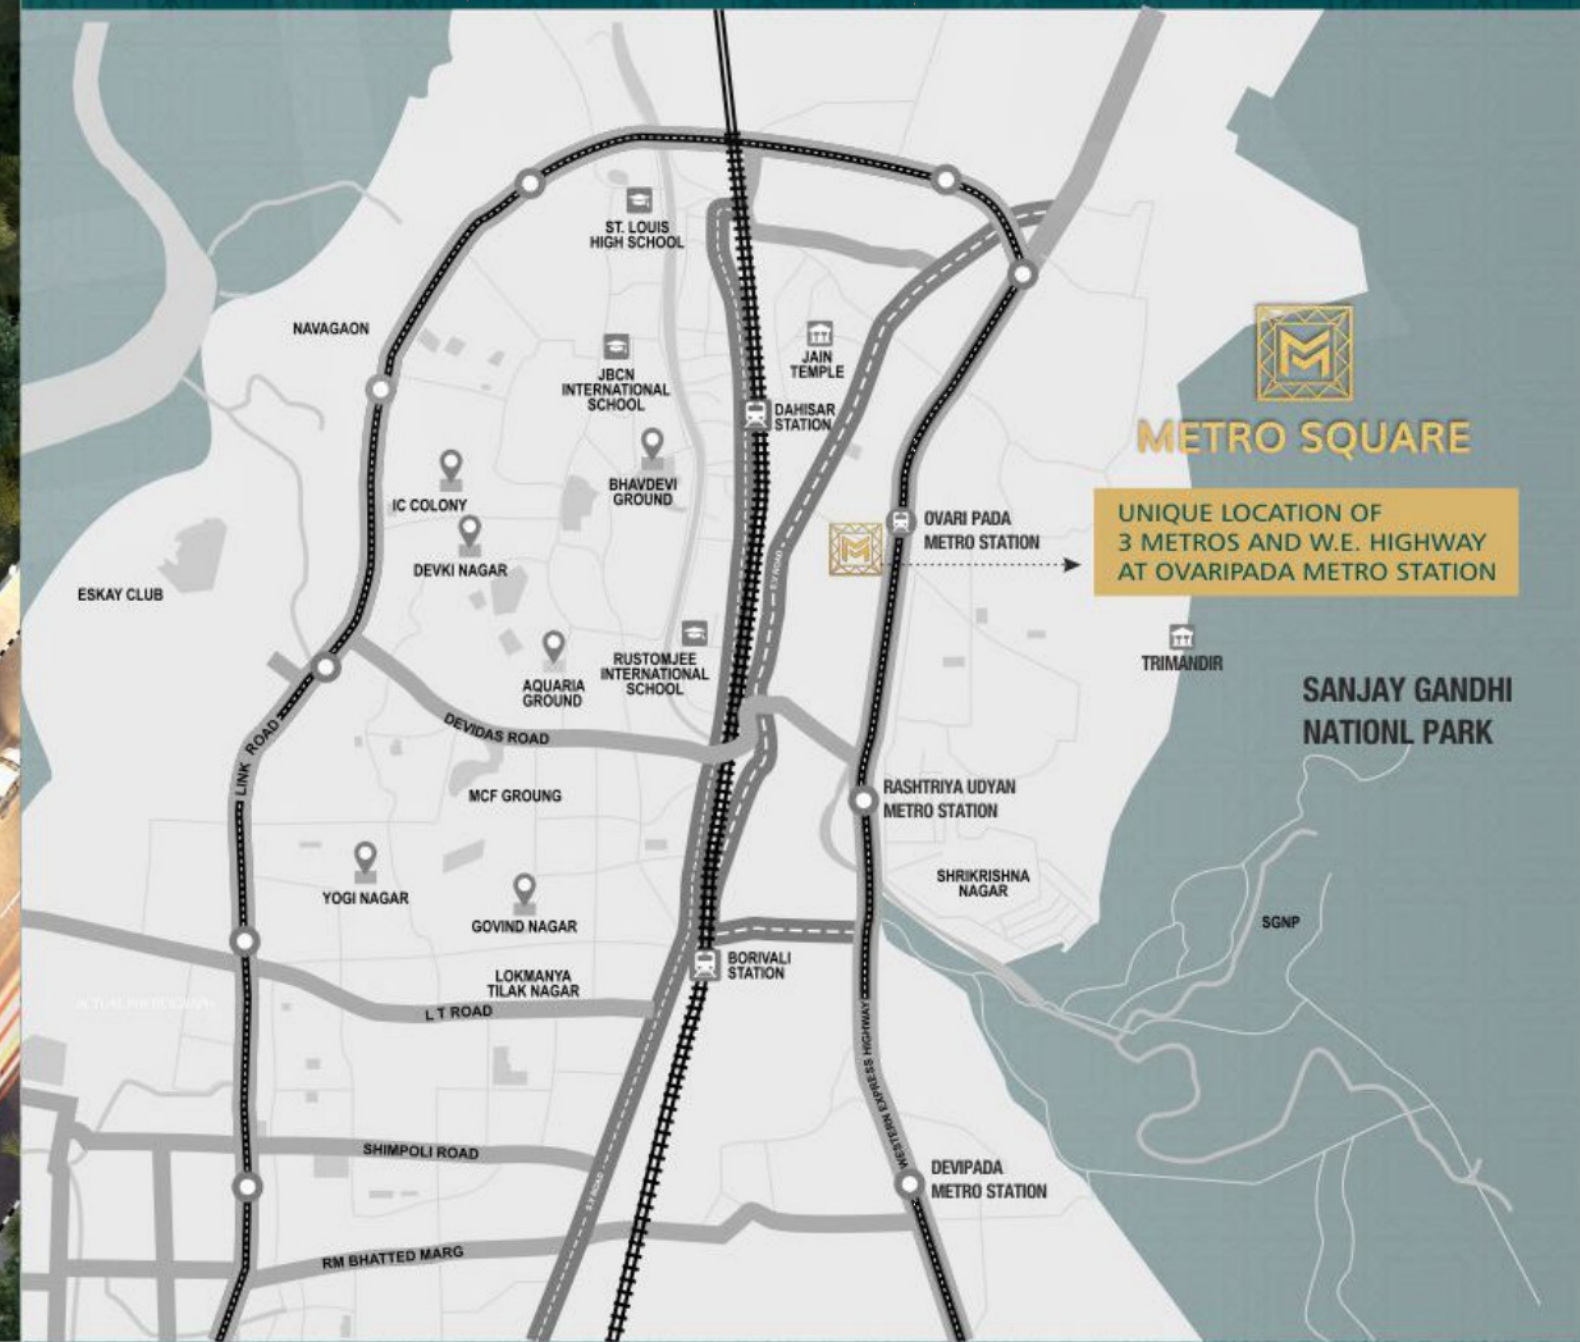 ST. LOUIS
HIGH SCHOOL
NAVAGAON
JBCN
INTERNATIONAL
SCHOOL
JAIN
TEMPLE
DAHISAR
STATION
METRO SQUARE
IC COLONY
BHAVDEVI
GROUND
OVARI PADA
METRO STATION
UNIQUE LOCATION OF
3 METROS AND W.E. HIGHWAY
AT OVARIPADA METRO STATION
DEVKI NAGAR
S.V ROAD
ESKAY CLUB
RUSTOMJEE
INTERNATIONAL
SCHOOL
TRIMANDIR
AQUARIA
GROUND
SANJAY GANDHI
NATIONL PARK
DEVIDAS ROAD
LINK ROAD
MCF GROUNG
RASHTRIYA UDYAN
METRO STATION
YOGI NAGAR
SHRIKRISHNA
NAGAR
GOVIND NAGAR
SGNP
BORIVALI
STATION
LOKMANYA
TILAK NAGAR
ACTUAL PHOTOGRAPH
L T ROAD
WESTERN EXPRESS HIGHWAY
SHIMPOLI ROAD
DEVIPADA
METRO STATION
S.V ROAD
RM BHATTED MARG